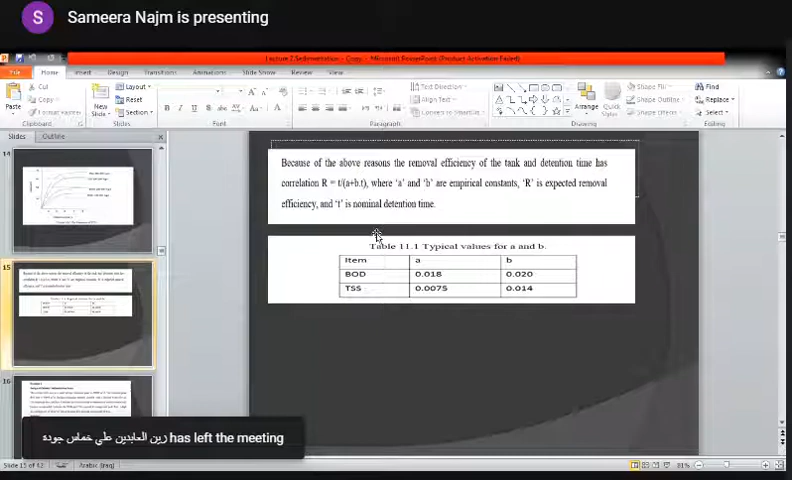 S
Sameera Najm is presenting
Lecture 7.Sedimentation - Copy - Microsoft PowerPoint (Product Activation Failed)
File Home Insert Design Transitions Animations Slide Show Review View
Paste
Cut
Copy
Format Painter
Clipboard
New Slide
Layout
Reset
Section
Slides
Font
Paragraph
Text Direction
Align Text
Convert to SmartArt
Arrange
Quick Styles
Shape Fill
Shape Outline
Shape Effects
Drawing
Find
Replace
Select
Editing
Slides Outline
14
15
16
Because of the above reasons the removal efficiency of the tank and detention time has
correlation R = t/(a+b.t), where ‘a’ and ‘b’ are empirical constants, ‘R’ is expected removal
efficiency, and ‘t’ is nominal detention time.
Table 11.1 Typical values for a and b.
Item a b
BOD 0.018 0.020
TSS 0.0075 0.014
زين العابدين علي خماس جودة has left the meeting
Slide 15 of 42
Arabic (Iraq)
81%